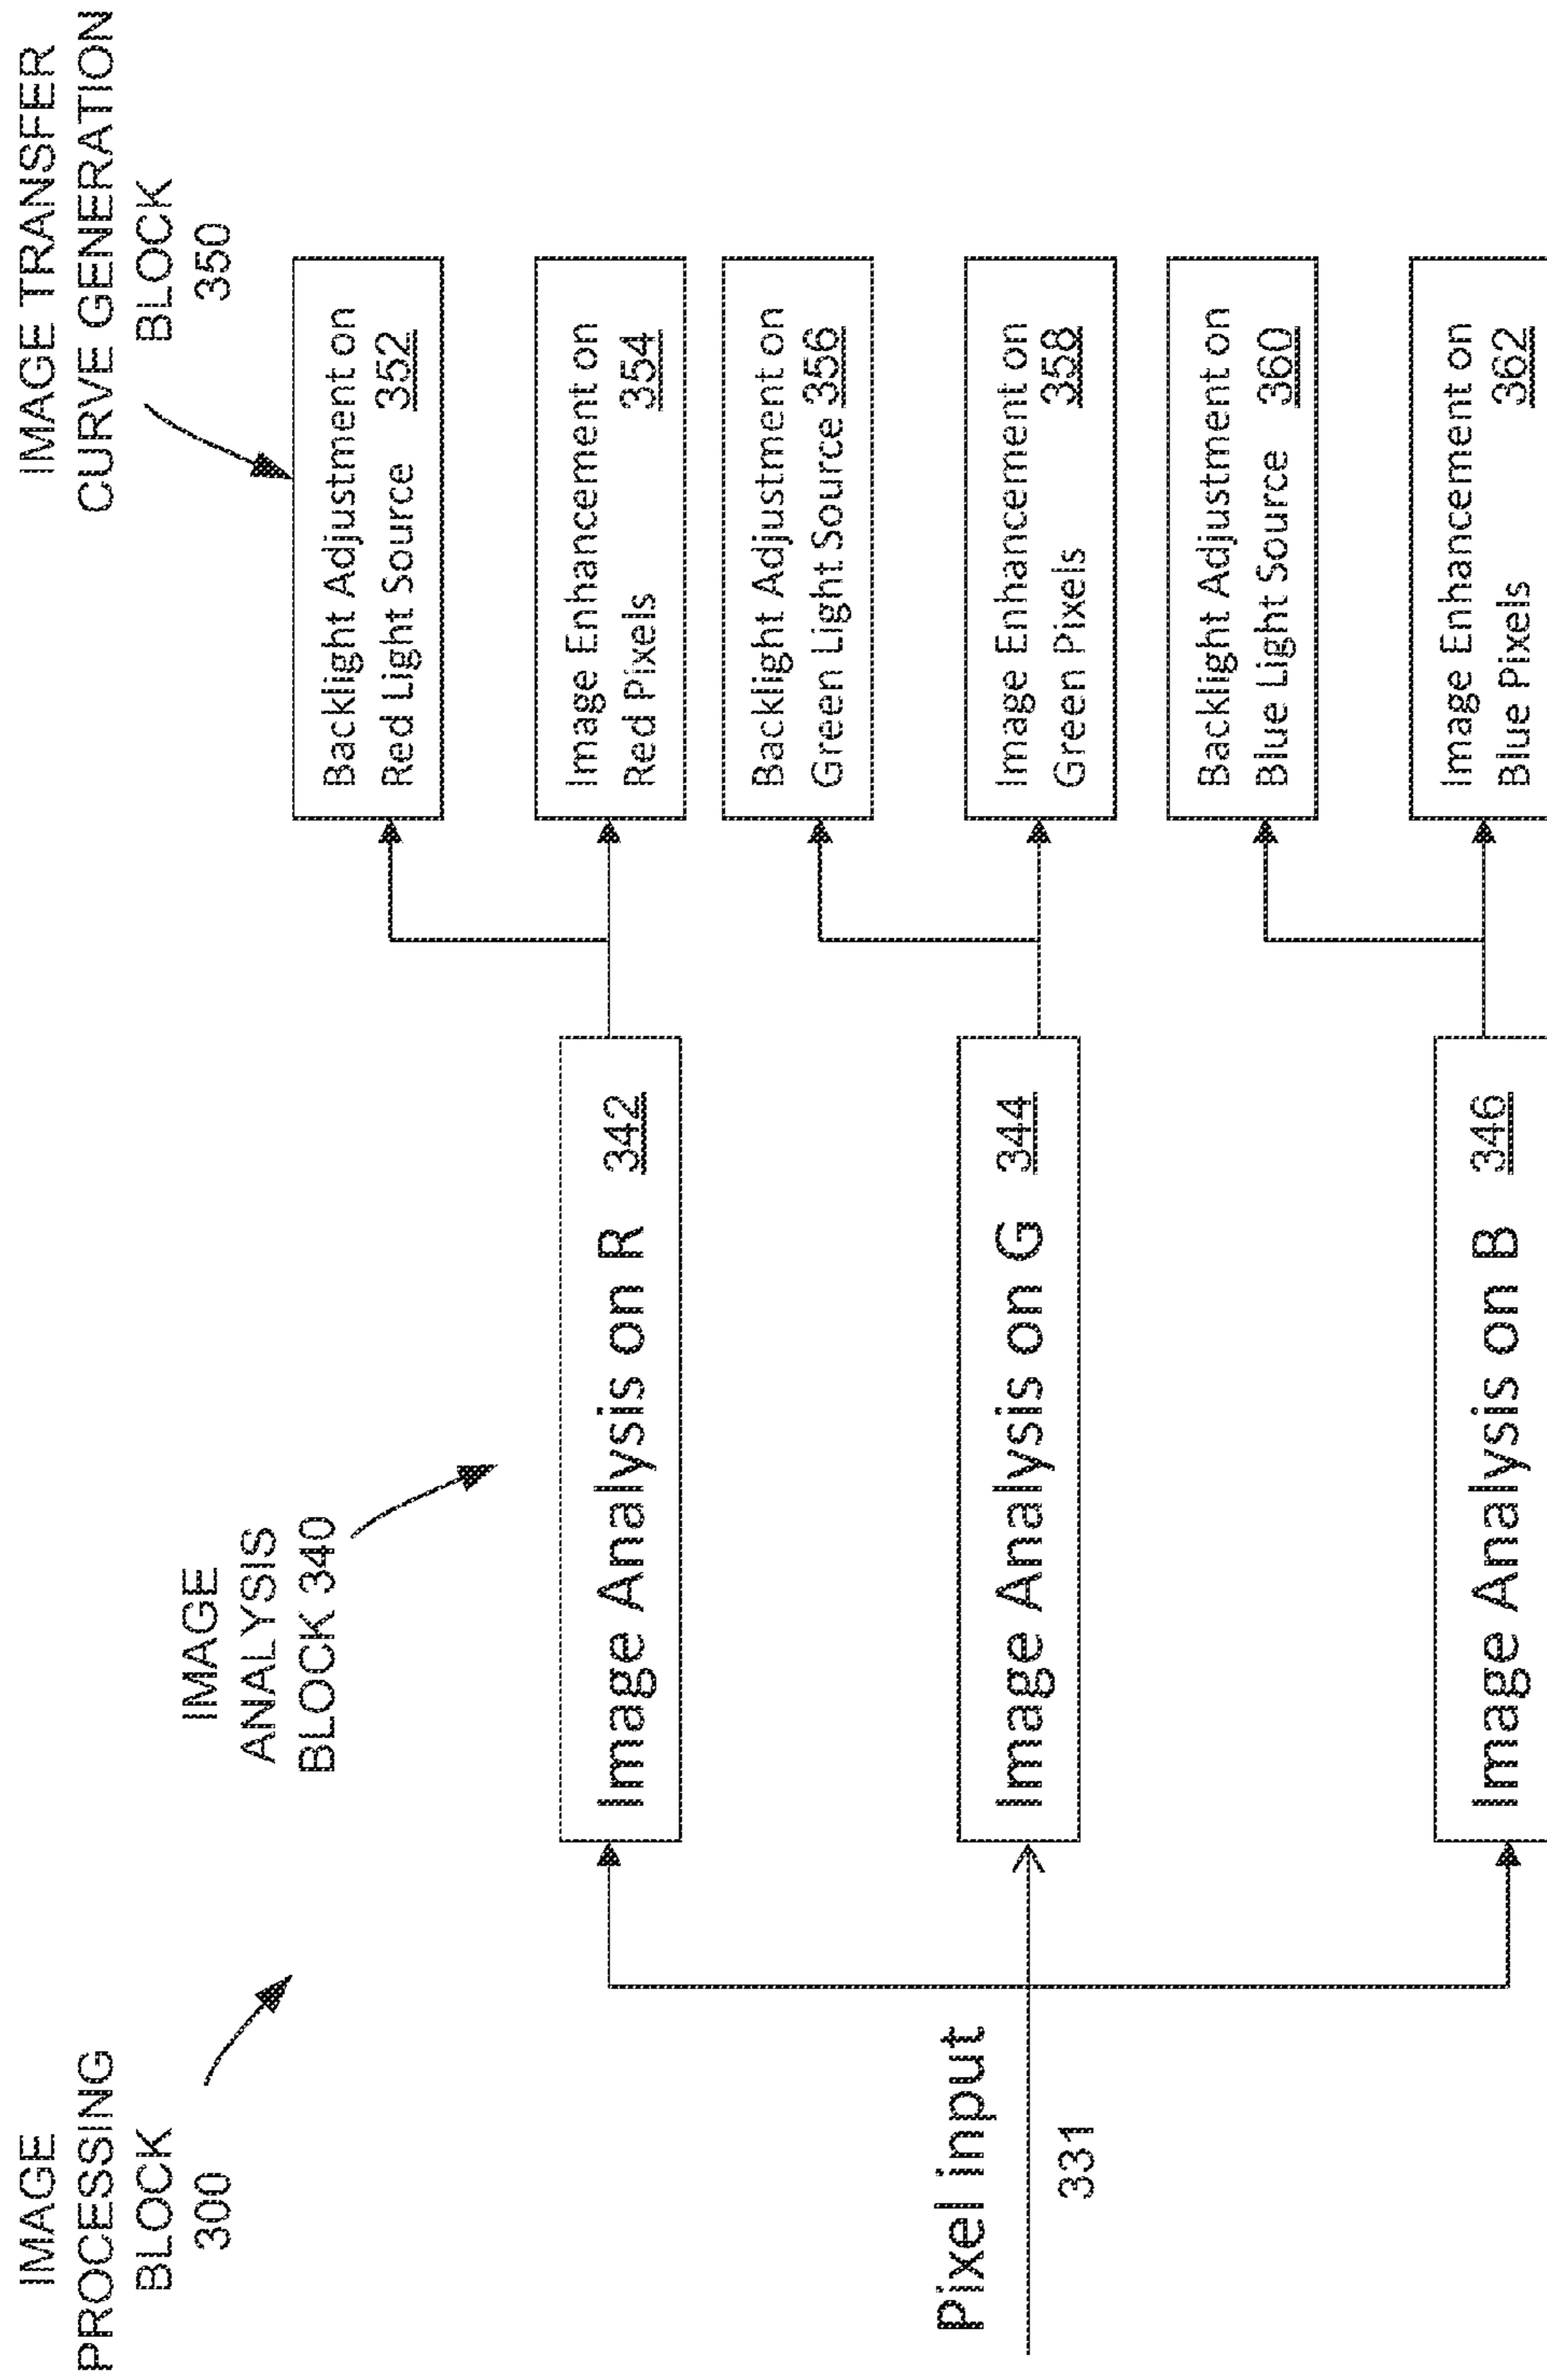 IMAGE
PROCESSING
BLOCK
300
IMAGE
ANALYSIS
BLOCK 340
IMAGE TRANSFER
CURVE GENERATION
BLOCK
350
Pixel input
331
Image Analysis on R 342
Image Analysis on G 344
Image Analysis on B 346
Backlight Adjustment on
Red Light Source 352
Image Enhancement on
Red Pixels 354
Backlight Adjustment on
Green Light Source 356
Image Enhancement on
Green Pixels 358
Backlight Adjustment on
Blue Light Source 360
Image Enhancement on
Blue Pixels 362